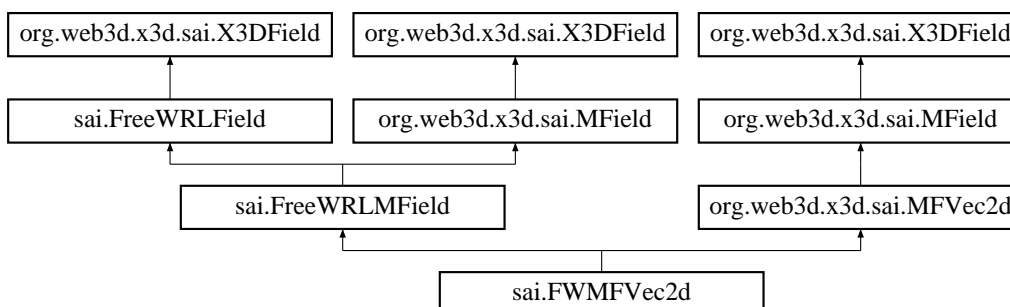 org.web3d.x3d.sai.X3DField org.web3d.x3d.sai.X3DField org.web3d.x3d.sai.X3DField
sai.FreeWRLField org.web3d.x3d.sai.MField org.web3d.x3d.sai.MField
sai.FreeWRLMField org.web3d.x3d.sai.MFVec2d
sai.FWMFVec2d